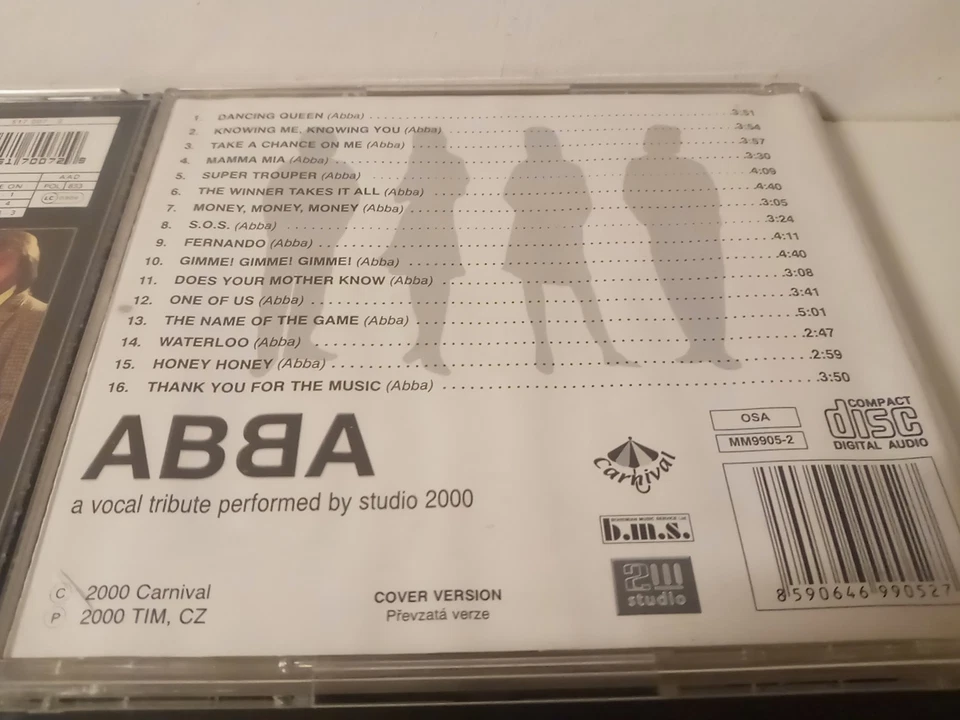 1. DANCING QUEEN (Abba) 3:51
2. KNOWING ME, KNOWING YOU (Abba) 3:54
3. TAKE A CHANCE ON ME (Abba) 3:57
4. MAMMA MIA (Abba) 3:30
5. SUPER TROUPER (Abba) 4:09
6. THE WINNER TAKES IT ALL (Abba) 4:40
7. MONEY, MONEY, MONEY (Abba) 3:05
8. S.O.S. (Abba) 3:24
9. FERNANDO (Abba) 4:11
10. GIMME! GIMME! GIMME! (Abba) 4:40
11. DOES YOUR MOTHER KNOW (Abba) 3:08
12. ONE OF US (Abba) 3:41
13. THE NAME OF THE GAME (Abba) 5:01
14. WATERLOO (Abba) 2:47
15. HONEY HONEY (Abba) 2:59
16. THANK YOU FOR THE MUSIC (Abba) 3:50
ABBA
a vocal tribute performed by studio 2000
C 2000 Carnival
P 2000 TIM, CZ
COVER VERSION
Převzatá verze
Carnival
b.m.s.
studio
OSA
MM9905-2
COMPACT
disc
DIGITAL AUDIO
8 590646 990527
AAD
POL 833
LC